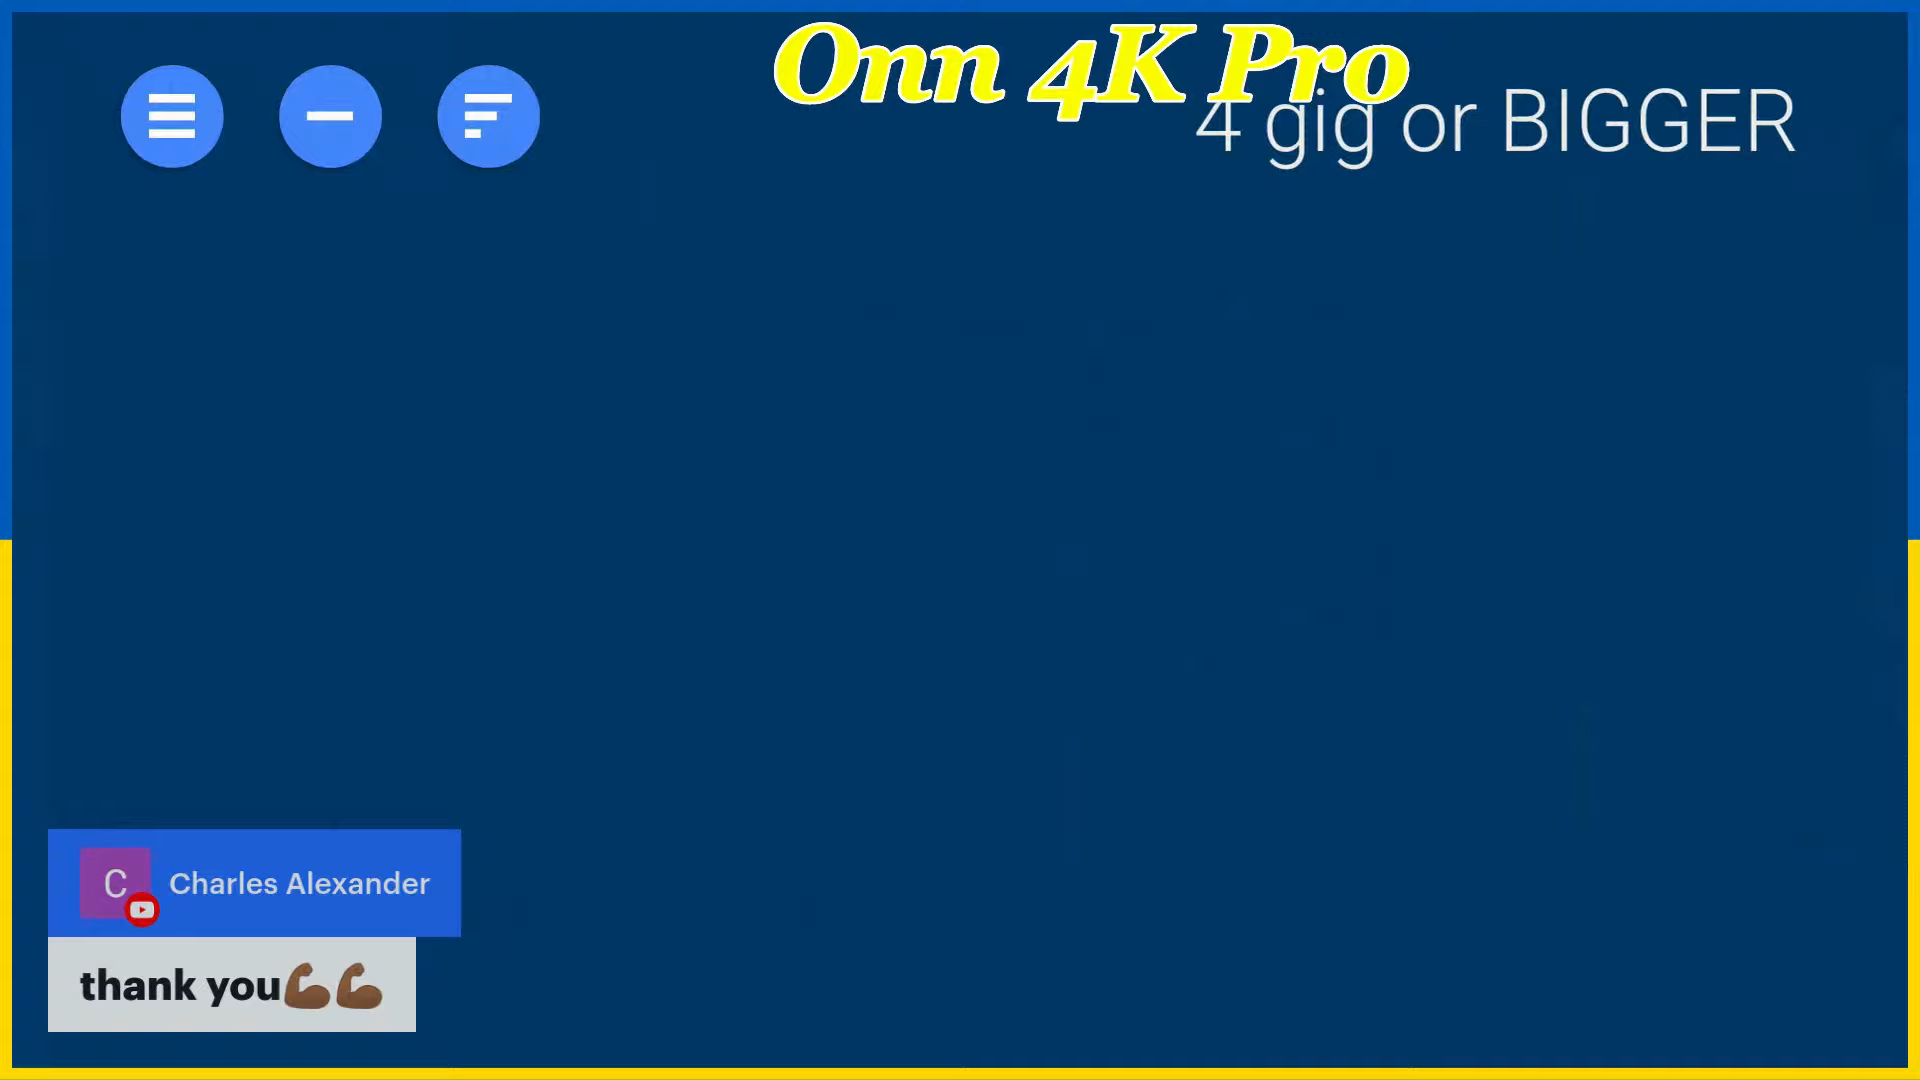 Onn 4K Pro
4 gig or BIGGER
C
Charles Alexander
thank you💪🏾💪🏾